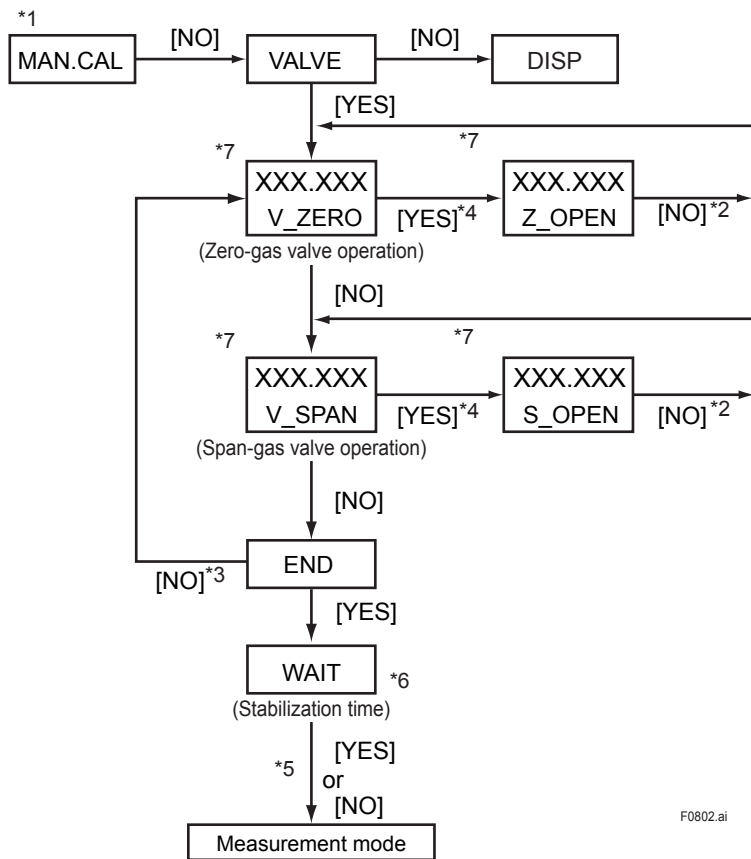 *1
[NO]
[NO]
MAN.CAL
VALVE
DISP
[YES]
*7
*7
XXX.XXX
V_ZERO
[YES]*4
XXX.XXX
Z_OPEN
[NO]*2
(Zero-gas valve operation)
[NO]
*7
*7
XXX.XXX
V_SPAN
[YES]*4
XXX.XXX
S_OPEN
[NO]*2
(Span-gas valve operation)
[NO]
END
[NO]*3
[YES]
WAIT
*6
(Stabilization time)
*5
[YES]
or
[NO]
Measurement mode
F0802.ai